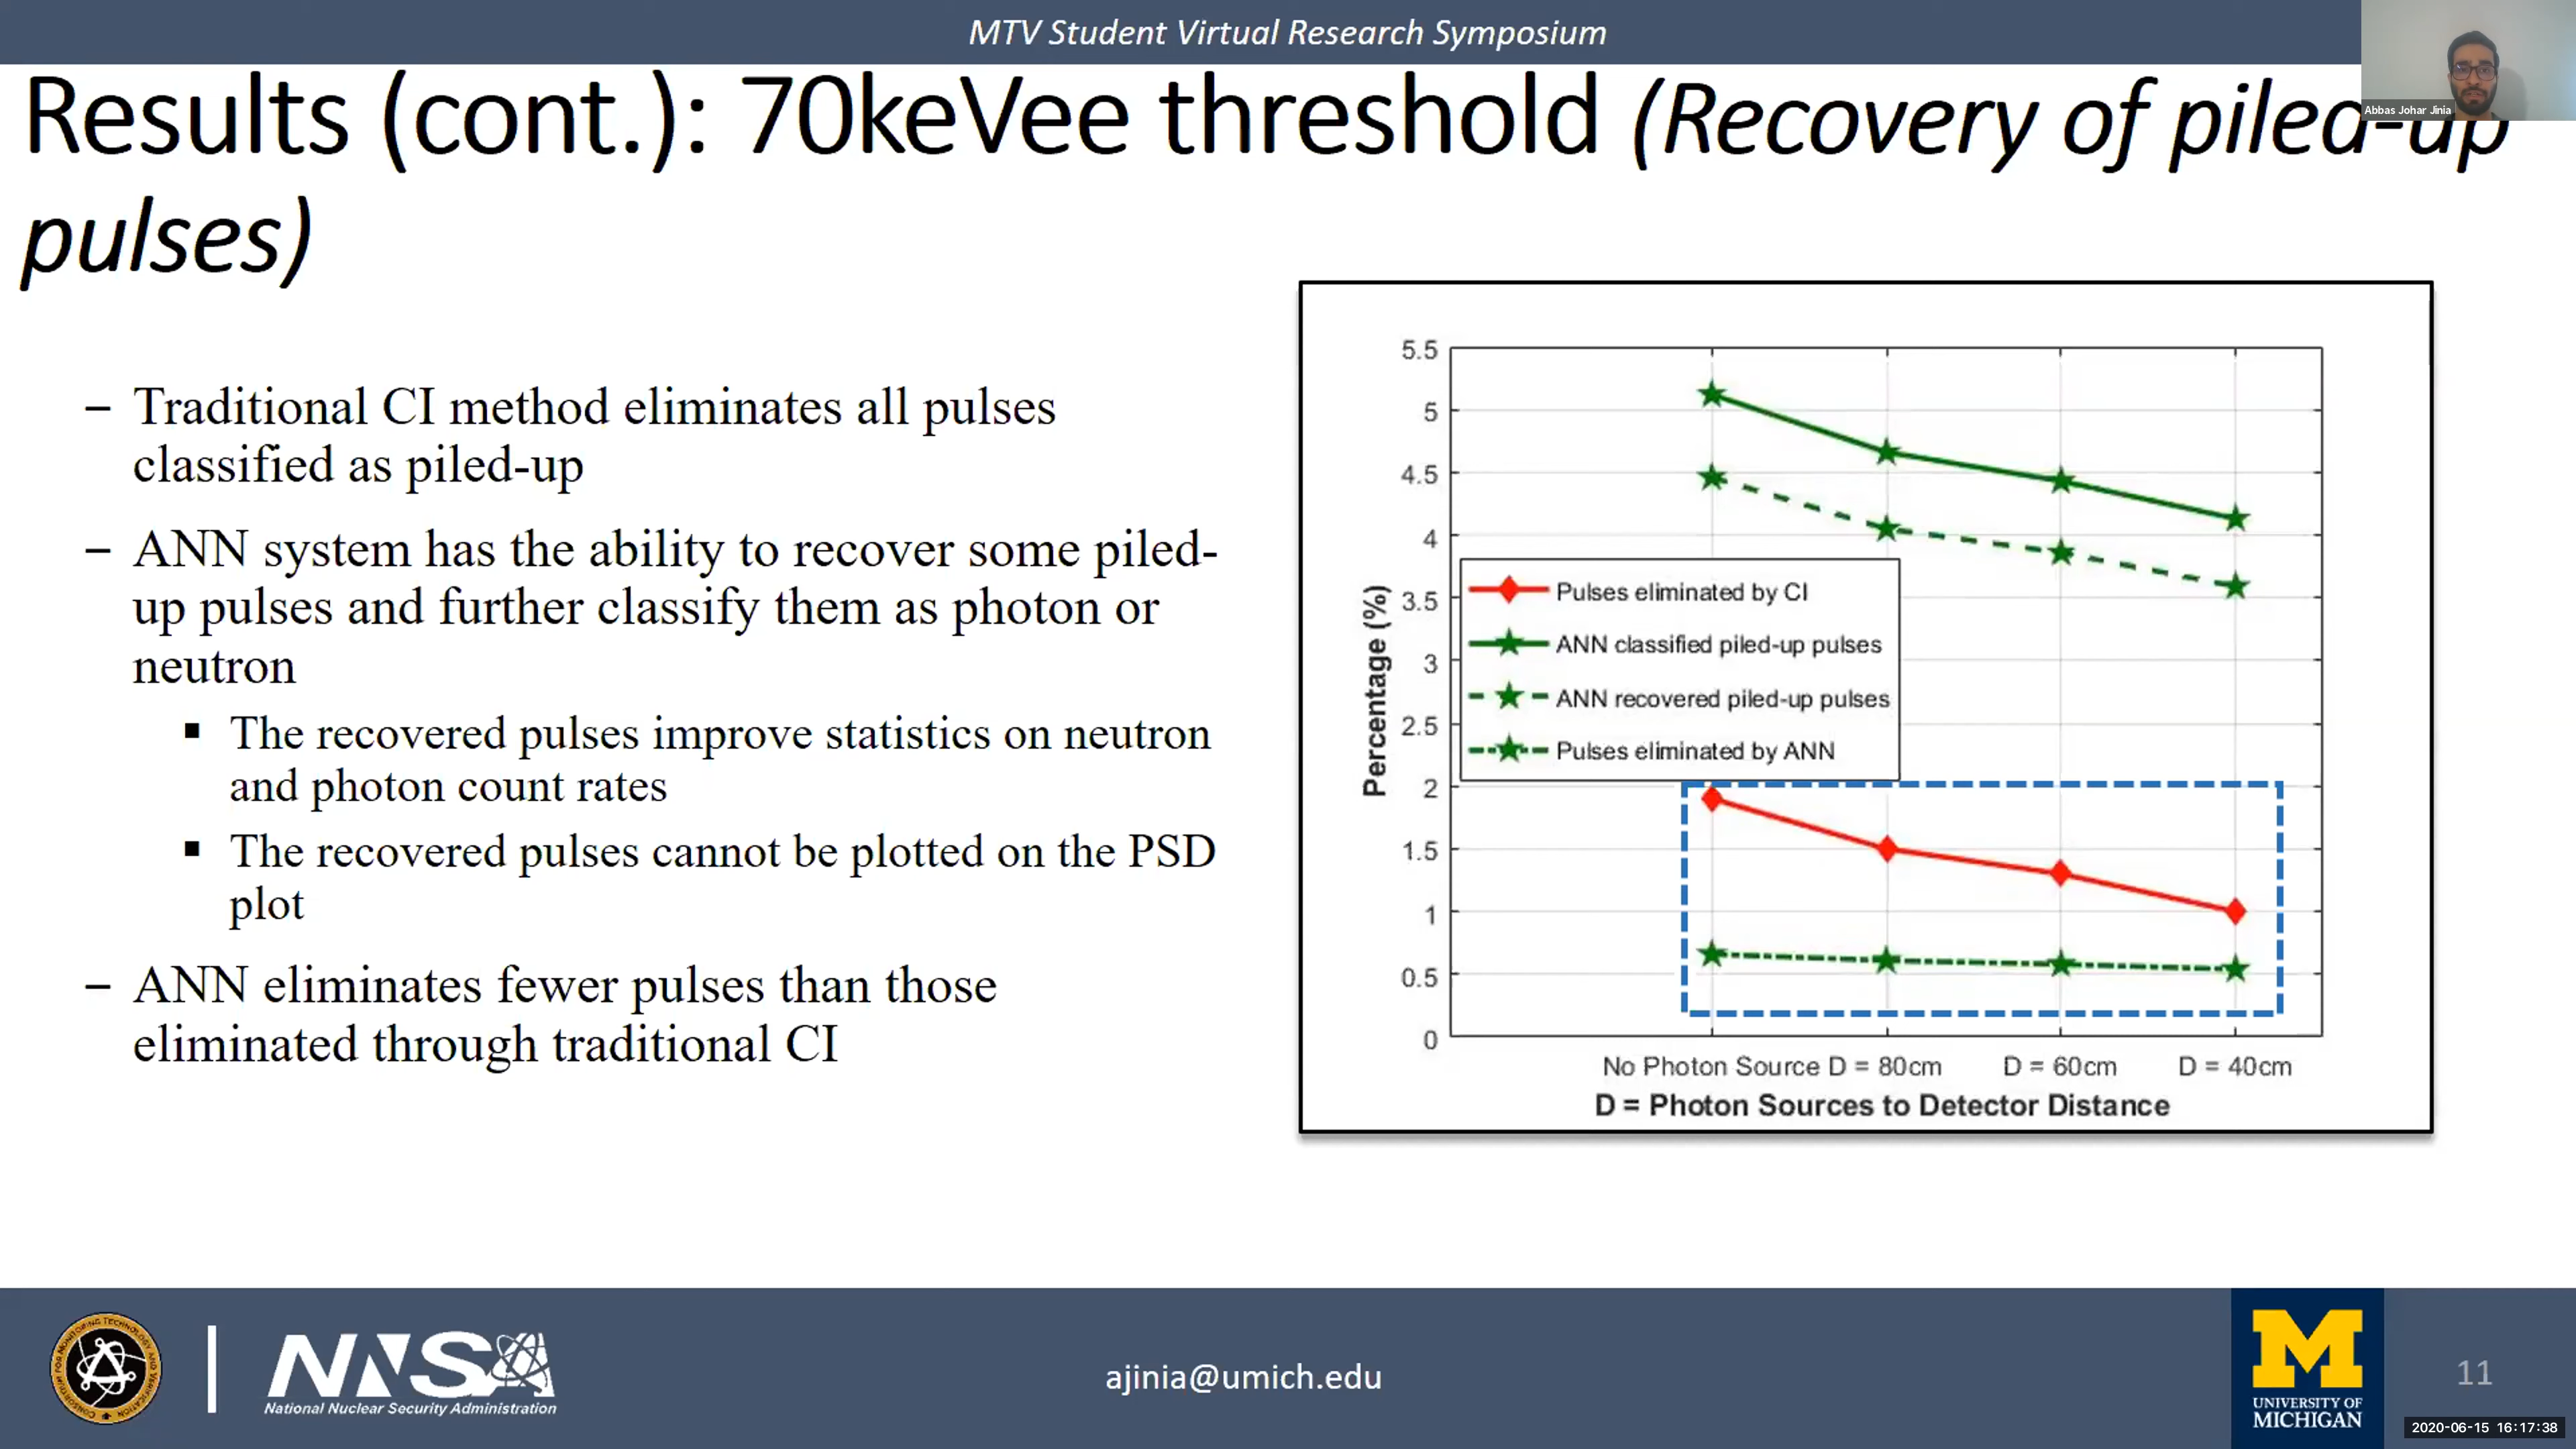 MTV Student Virtual Research Symposium
Abbas Johar Jinia
Results (cont.): 70keVee threshold (Recovery of piled-up
pulses)
– Traditional CI method eliminates all pulses
classified as piled-up
– ANN system has the ability to recover some piled-
up pulses and further classify them as photon or
neutron
▪ The recovered pulses improve statistics on neutron
and photon count rates
▪ The recovered pulses cannot be plotted on the PSD
plot
– ANN eliminates fewer pulses than those
eliminated through traditional CI
Percentage (%)
5.5
5
4.5
4
3.5
3
2.5
2
1.5
1
0.5
0
Pulses eliminated by CI
ANN classified piled-up pulses
ANN recovered piled-up pulses
Pulses eliminated by ANN
No Photon Source D = 80cm D = 60cm D = 40cm
D = Photon Sources to Detector Distance
CONSORTIUM FOR MONITORING TECHNOLOGY AND VERIFICATION
NNSA
National Nuclear Security Administration
ajinia@umich.edu
M
UNIVERSITY OF
MICHIGAN
11
2020-06-15 16:17:38